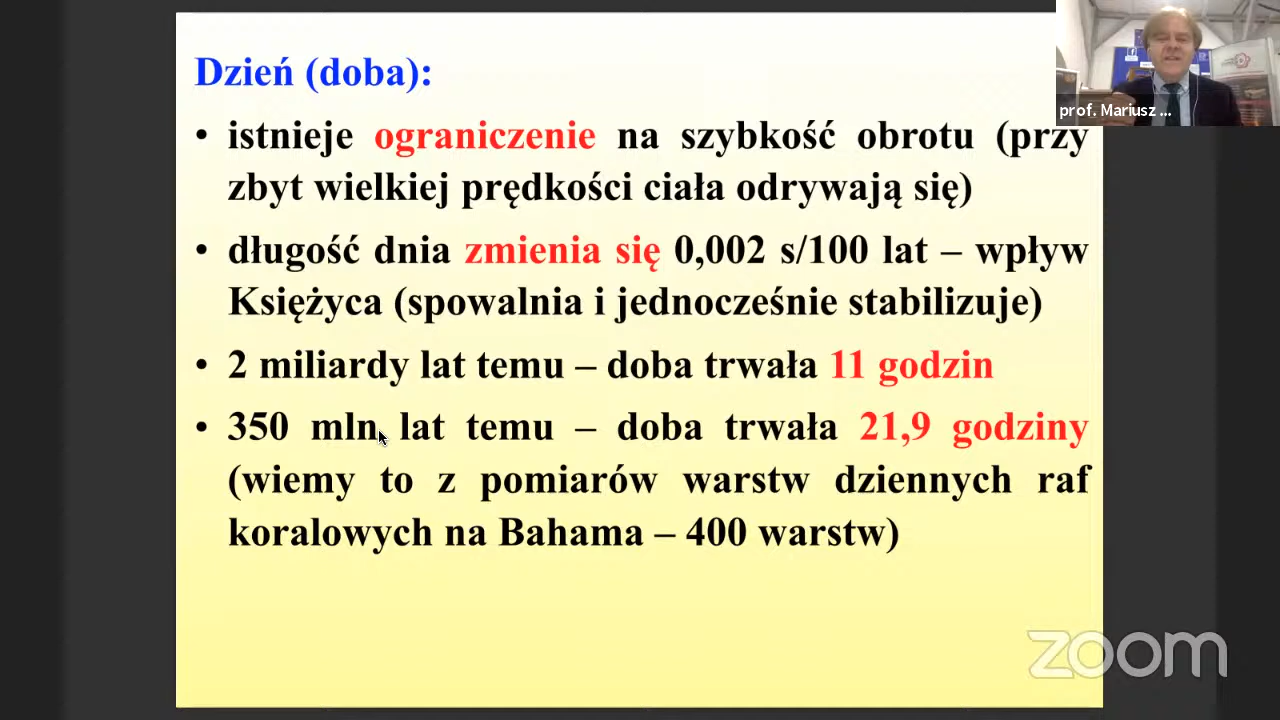 Dzień (doba):
• istnieje ograniczenie na szybkość obrotu (przy
zbyt wielkiej prędkości ciała odrywają się)
• długość dnia zmienia się 0,002 s/100 lat – wpływ
Księżyca (spowalnia i jednocześnie stabilizuje)
• 2 miliardy lat temu – doba trwała 11 godzin
• 350 mln lat temu – doba trwała 21,9 godziny
(wiemy to z pomiarów warstw dziennych raf
koralowych na Bahama – 400 warstw)
prof. Mariusz ...
zoom